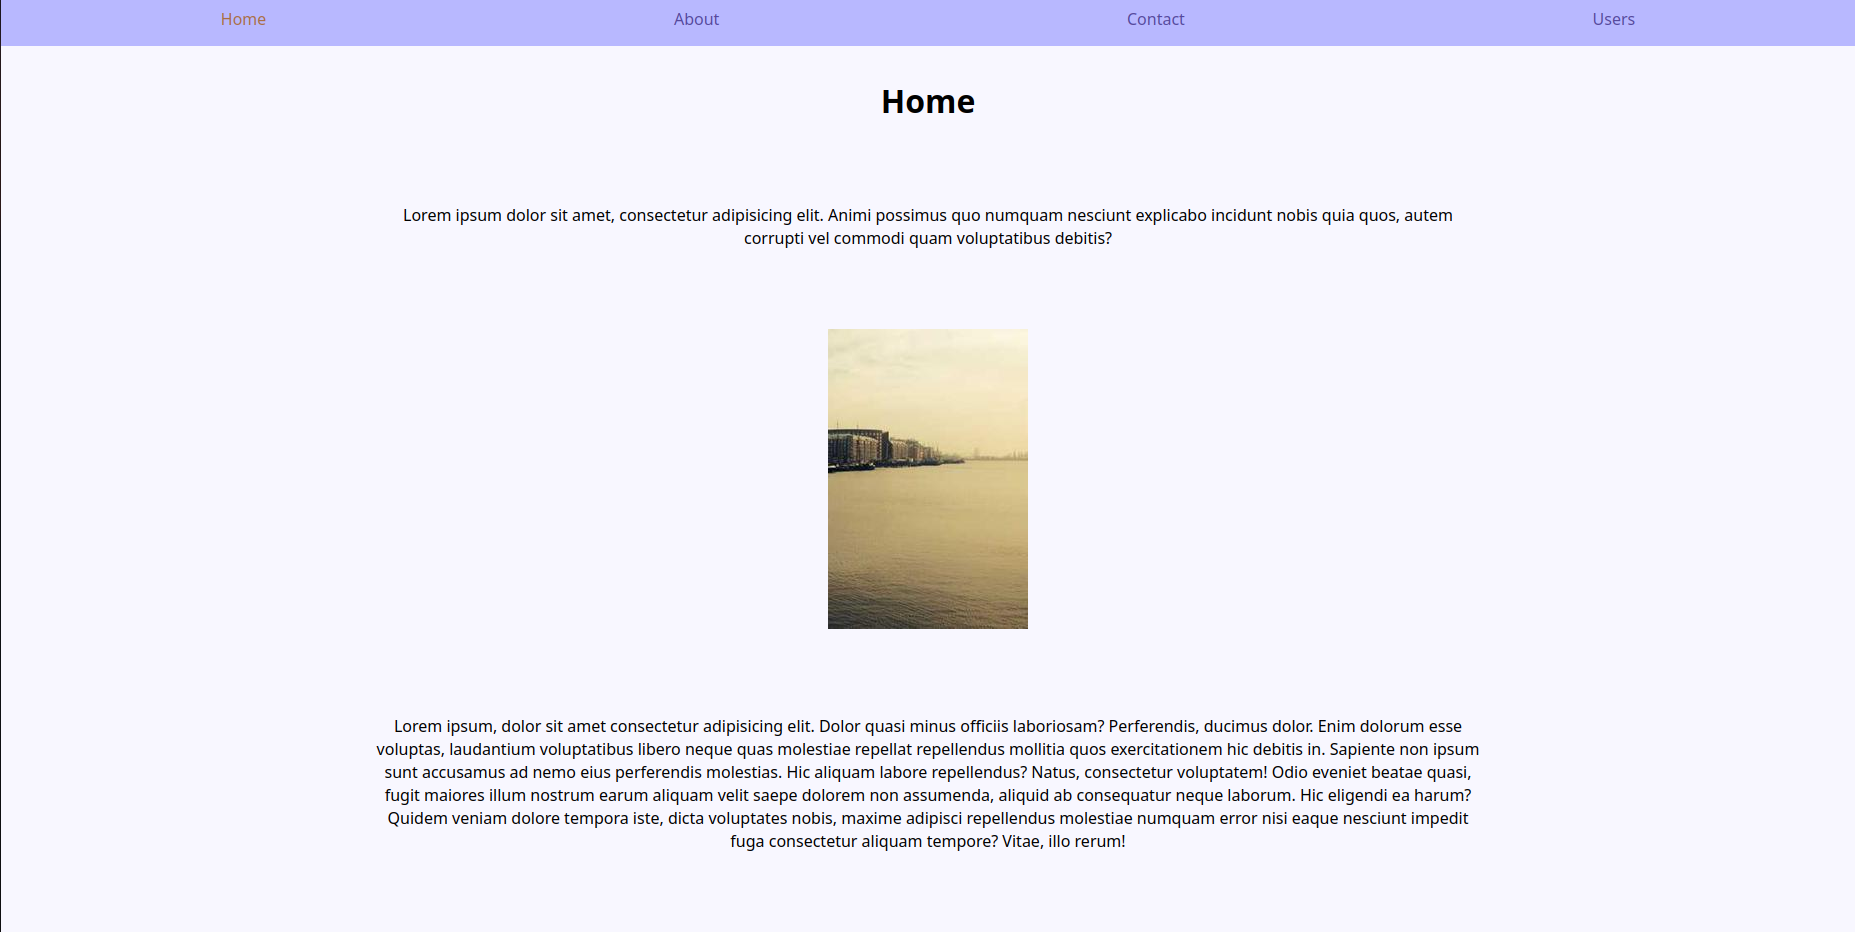 Home About Contact Users
Home
Lorem ipsum dolor sit amet, consectetur adipisicing elit. Animi possimus quo numquam nesciunt explicabo incidunt nobis quia quos, autem
corrupti vel commodi quam voluptatibus debitis?
Lorem ipsum, dolor sit amet consectetur adipisicing elit. Dolor quasi minus officiis laboriosam? Perferendis, ducimus dolor. Enim dolorum esse
voluptas, laudantium voluptatibus libero neque quas molestiae repellat repellendus mollitia quos exercitationem hic debitis in. Sapiente non ipsum
sunt accusamus ad nemo eius perferendis molestias. Hic aliquam labore repellendus? Natus, consectetur voluptatem! Odio eveniet beatae quasi,
fugit maiores illum nostrum earum aliquam velit saepe dolorem non assumenda, aliquid ab consequatur neque laborum. Hic eligendi ea harum?
Quidem veniam dolore tempora iste, dicta voluptates nobis, maxime adipisci repellendus molestiae numquam error nisi eaque nesciunt impedit
fuga consectetur aliquam tempore? Vitae, illo rerum!